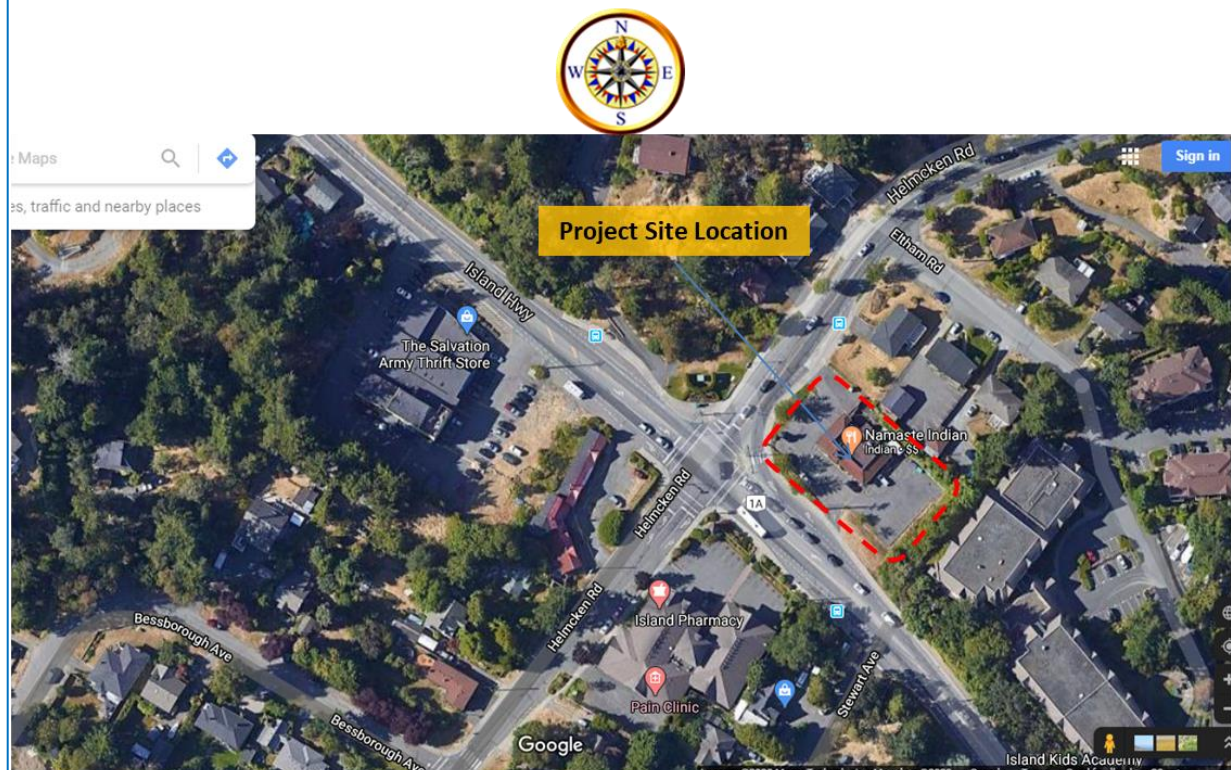 N
W E
S
Maps
Sign in
es, traffic and nearby places
Helmcken Rd
Project Site Location
Eltham Rd
Island Hwy
The Salvation
Army Thrift Store
Namaste Indian
Indian · $$
Helmcken Rd
1A
Helmcken Rd
Island Pharmacy
Bessborough Ave
Pain Clinic
Stewart Ave
Bessborough Ave
Google
Island Kids Academy